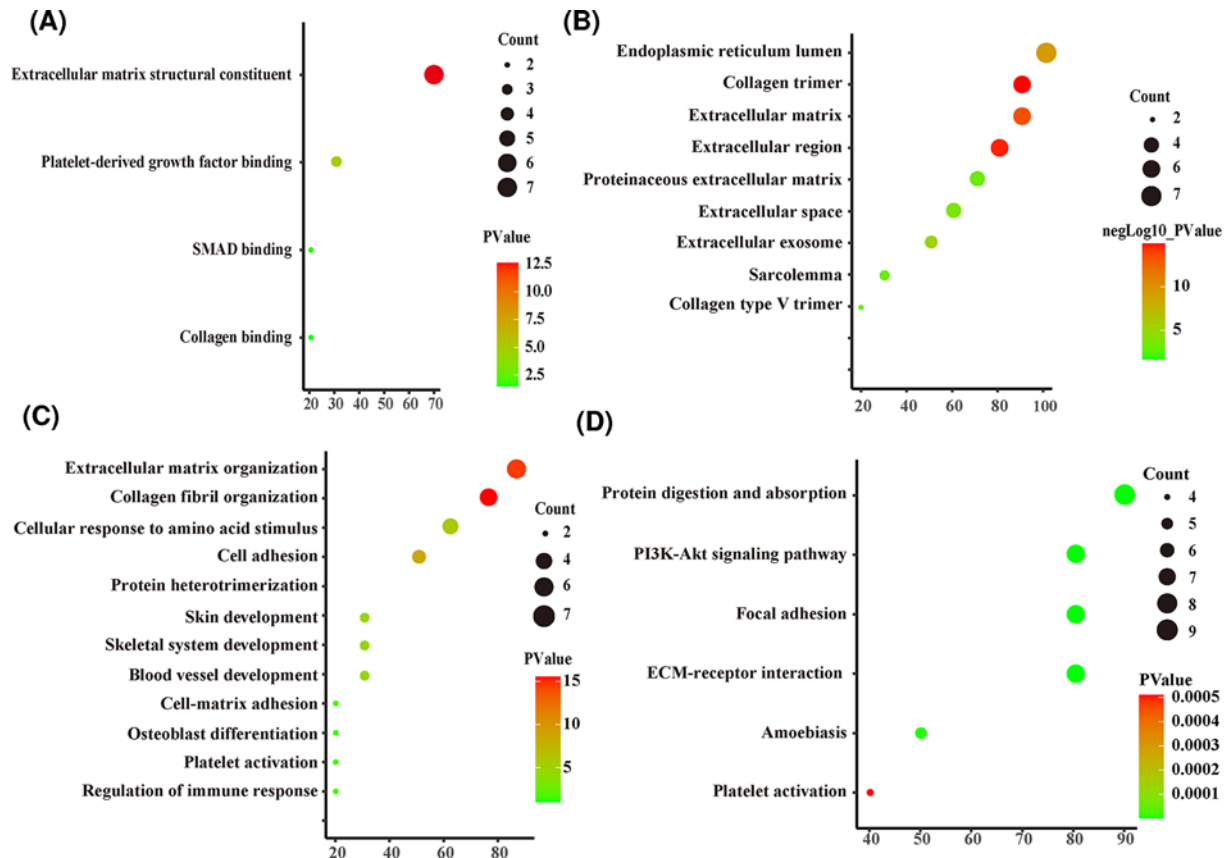 (A)
Extracellular matrix structural constituent
Platelet-derived growth factor binding
SMAD binding
Collagen binding
20 30 40 50 60 70
Count
2
3
4
5
6
7
PValue
12.5
10.0
7.5
5.0
2.5
(B)
Endoplasmic reticulum lumen
Collagen trimer
Extracellular matrix
Extracellular region
Proteinaceous extracellular matrix
Extracellular space
Extracellular exosome
Sarcolemma
Collagen type V trimer
20 40 60 80 100
Count
2
4
6
7
negLog10_PValue
10
5
(C)
Extracellular matrix organization
Collagen fibril organization
Cellular response to amino acid stimulus
Cell adhesion
Protein heterotrimerization
Skin development
Skeletal system development
Blood vessel development
Cell-matrix adhesion
Osteoblast differentiation
Platelet activation
Regulation of immune response
20 40 60 80
Count
2
4
6
7
PValue
15
10
5
(D)
Protein digestion and absorption
PI3K-Akt signaling pathway
Focal adhesion
ECM-receptor interaction
Amoebiasis
Platelet activation
40 50 60 70 80 90
Count
4
5
6
7
8
9
PValue
0.0005
0.0004
0.0003
0.0002
0.0001